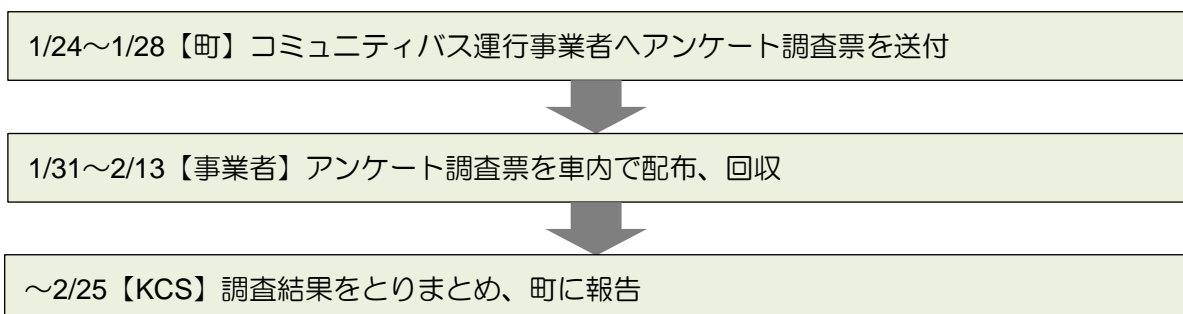 1/24～1/28【町】コミュニティバス運行事業者へアンケート調査票を送付
1/31～2/13【事業者】アンケート調査票を車内で配布、回収
～2/25【KCS】調査結果をとりまとめ、町に報告